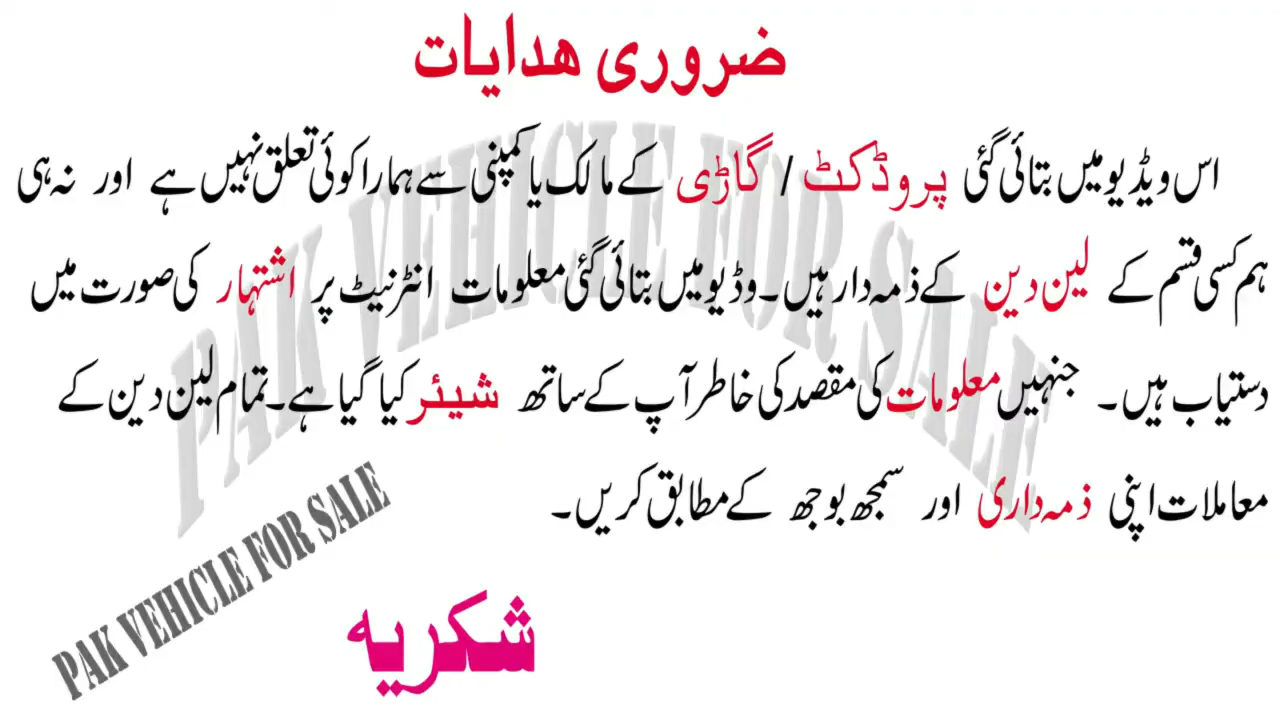 ضروری ھدایات
اس ویڈیو میں بتائی گئی پروڈکٹ / گاڑی کے مالک یا کمپنی سے ہمارا کوئی تعلق نہیں ہے اور نہ ہی
ہم کسی قسم کے لین دین کے ذمہ دار ہیں۔ وڈیو میں بتائی گئی معلومات انٹرنیٹ پر اشتہار کی صورت میں
دستیاب ہیں۔ جنہیں معلومات کی مقصد کی خاطر آپ کے ساتھ شیئر کیا گیا ہے۔ تمام لین دین کے
معاملات اپنی ذمہ داری اور سمجھ بوجھ کے مطابق کریں۔
شکریہ
PAK VEHICLE FOR SALE
PAK VEHICLE FOR SALE